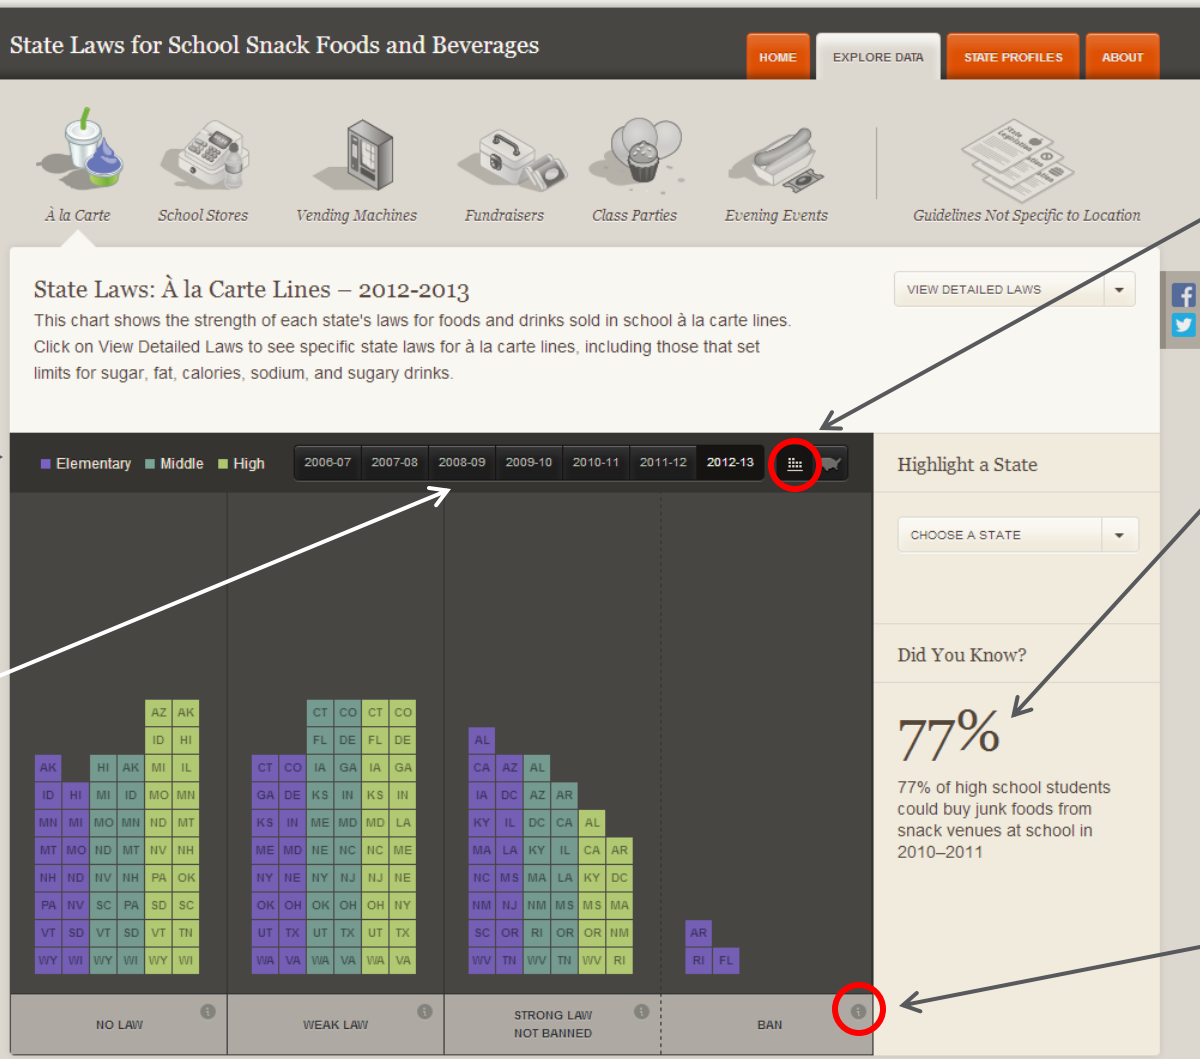 State Laws for School Snack Foods and Beverages
HOME
EXPLORE DATA
STATE PROFILES
ABOUT
À la Carte
School Stores
Vending Machines
Fundraisers
Class Parties
Evening Events
Guidelines Not Specific to Location
State Laws: À la Carte Lines – 2012-2013
VIEW DETAILED LAWS
This chart shows the strength of each state's laws for foods and drinks sold in school à la carte lines.
Click on View Detailed Laws to see specific state laws for à la carte lines, including those that set
limits for sugar, fat, calories, sodium, and sugary drinks.
Elementary Middle High
2006-07 2007-08 2008-09 2009-10 2010-11 2011-12 2012-13
Highlight a State
CHOOSE A STATE
Did You Know?
77%
77% of high school students
could buy junk foods from
snack venues at school in
2010–2011
AZ AK CT CO CT CO
ID HI FL DE FL DE AL
AK HI AK MI IL CT CO IA GA IA GA CA AZ AL
ID HI MI ID MO MN GA DE KS IN KS IN IA DC AZ AR
MN MI MO MN ND MT KS IN ME MD MD LA KY IL DC CA AL
MT MO ND MT NV NH ME MD NE NC NC ME MA LA KY IL CA AR
NH ND NV NH PA OK NY NE NY NJ NJ NE NC MS MA LA KY DC
PA NV SC PA SD SC OK OH OK OH OH NY NM NJ NM MS MS MA
VT SD VT SD VT TN UT TX UT TX UT TX SC OR RI OR OR NM AR
WY WI WY WI WY WI WA VA WA VA WA VA WV TN WV TN WV RI RI FL
NO LAW
WEAK LAW
STRONG LAW
NOT BANNED
BAN